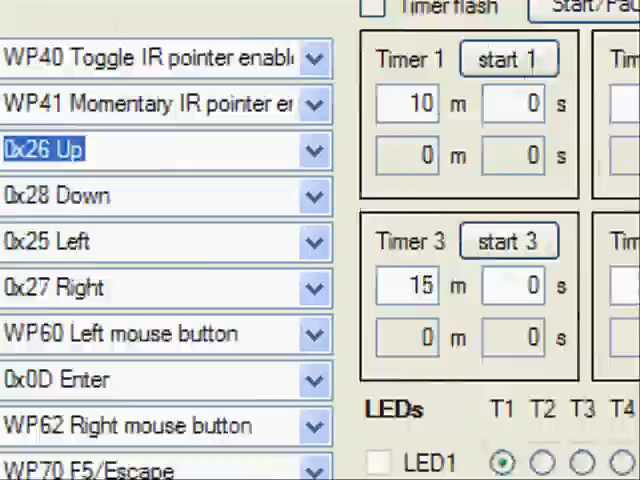 Timer flash
WP40 Toggle IR pointer enabl
WP41 Momentary IR pointer er
0x26 Up
0x28 Down
0x25 Left
0x27 Right
WP60 Left mouse button
0x0D Enter
WP62 Right mouse button
WP70 F5/Escape
Timer 1 start 1
10 m 0 s
0 m 0 s
Timer 3 start 3
15 m 0 s
0 m 0 s
LEDs T1 T2 T3 T4
LED1